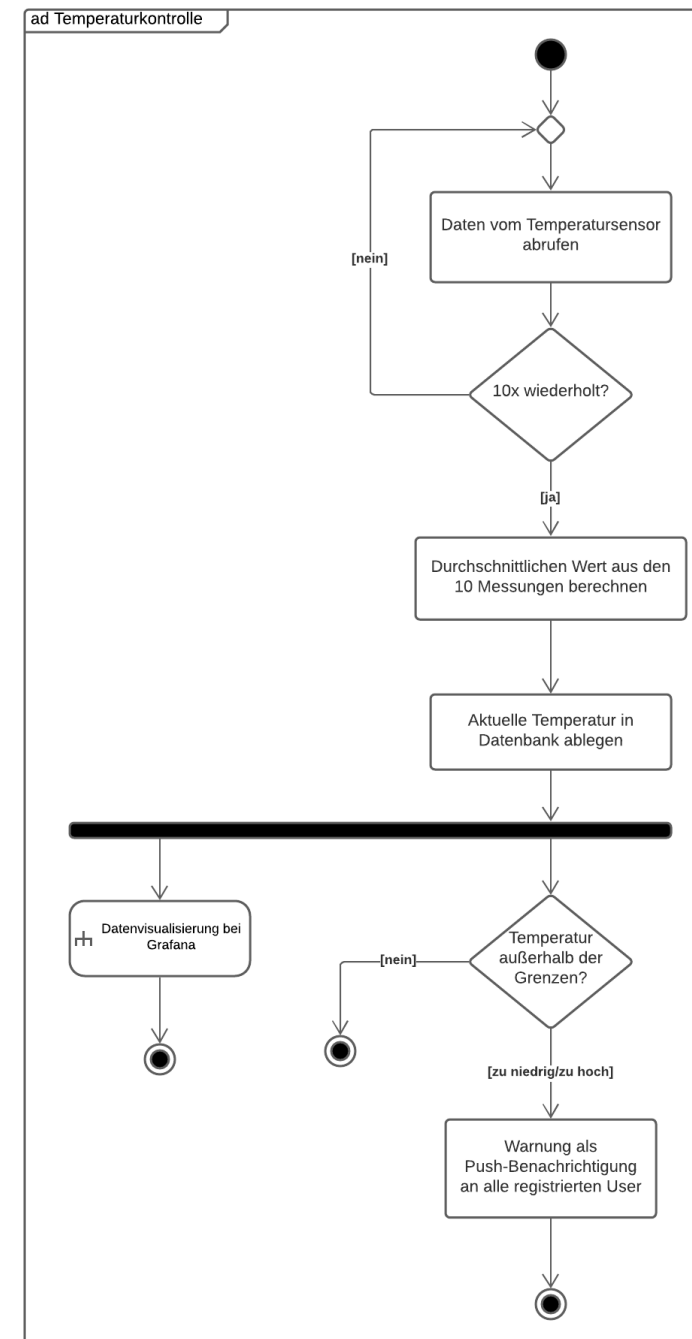 ad Temperaturkontrolle
Daten vom Temperatursensor
abrufen
[nein]
10x wiederholt?
[ja]
Durchschnittlichen Wert aus den
10 Messungen berechnen
Aktuelle Temperatur in
Datenbank ablegen
Datenvisualisierung bei
Grafana
[nein]
Temperatur
außerhalb der
Grenzen?
[zu niedrig/zu hoch]
Warnung als
Push-Benachrichtigung
an alle registrierten User